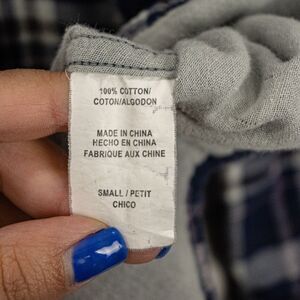 100% COTTON/
COTON/ALGODON
MADE IN CHINA
HECHO EN CHINA
FABRIQUE AUX CHINE
SMALL / PETIT
CHICO